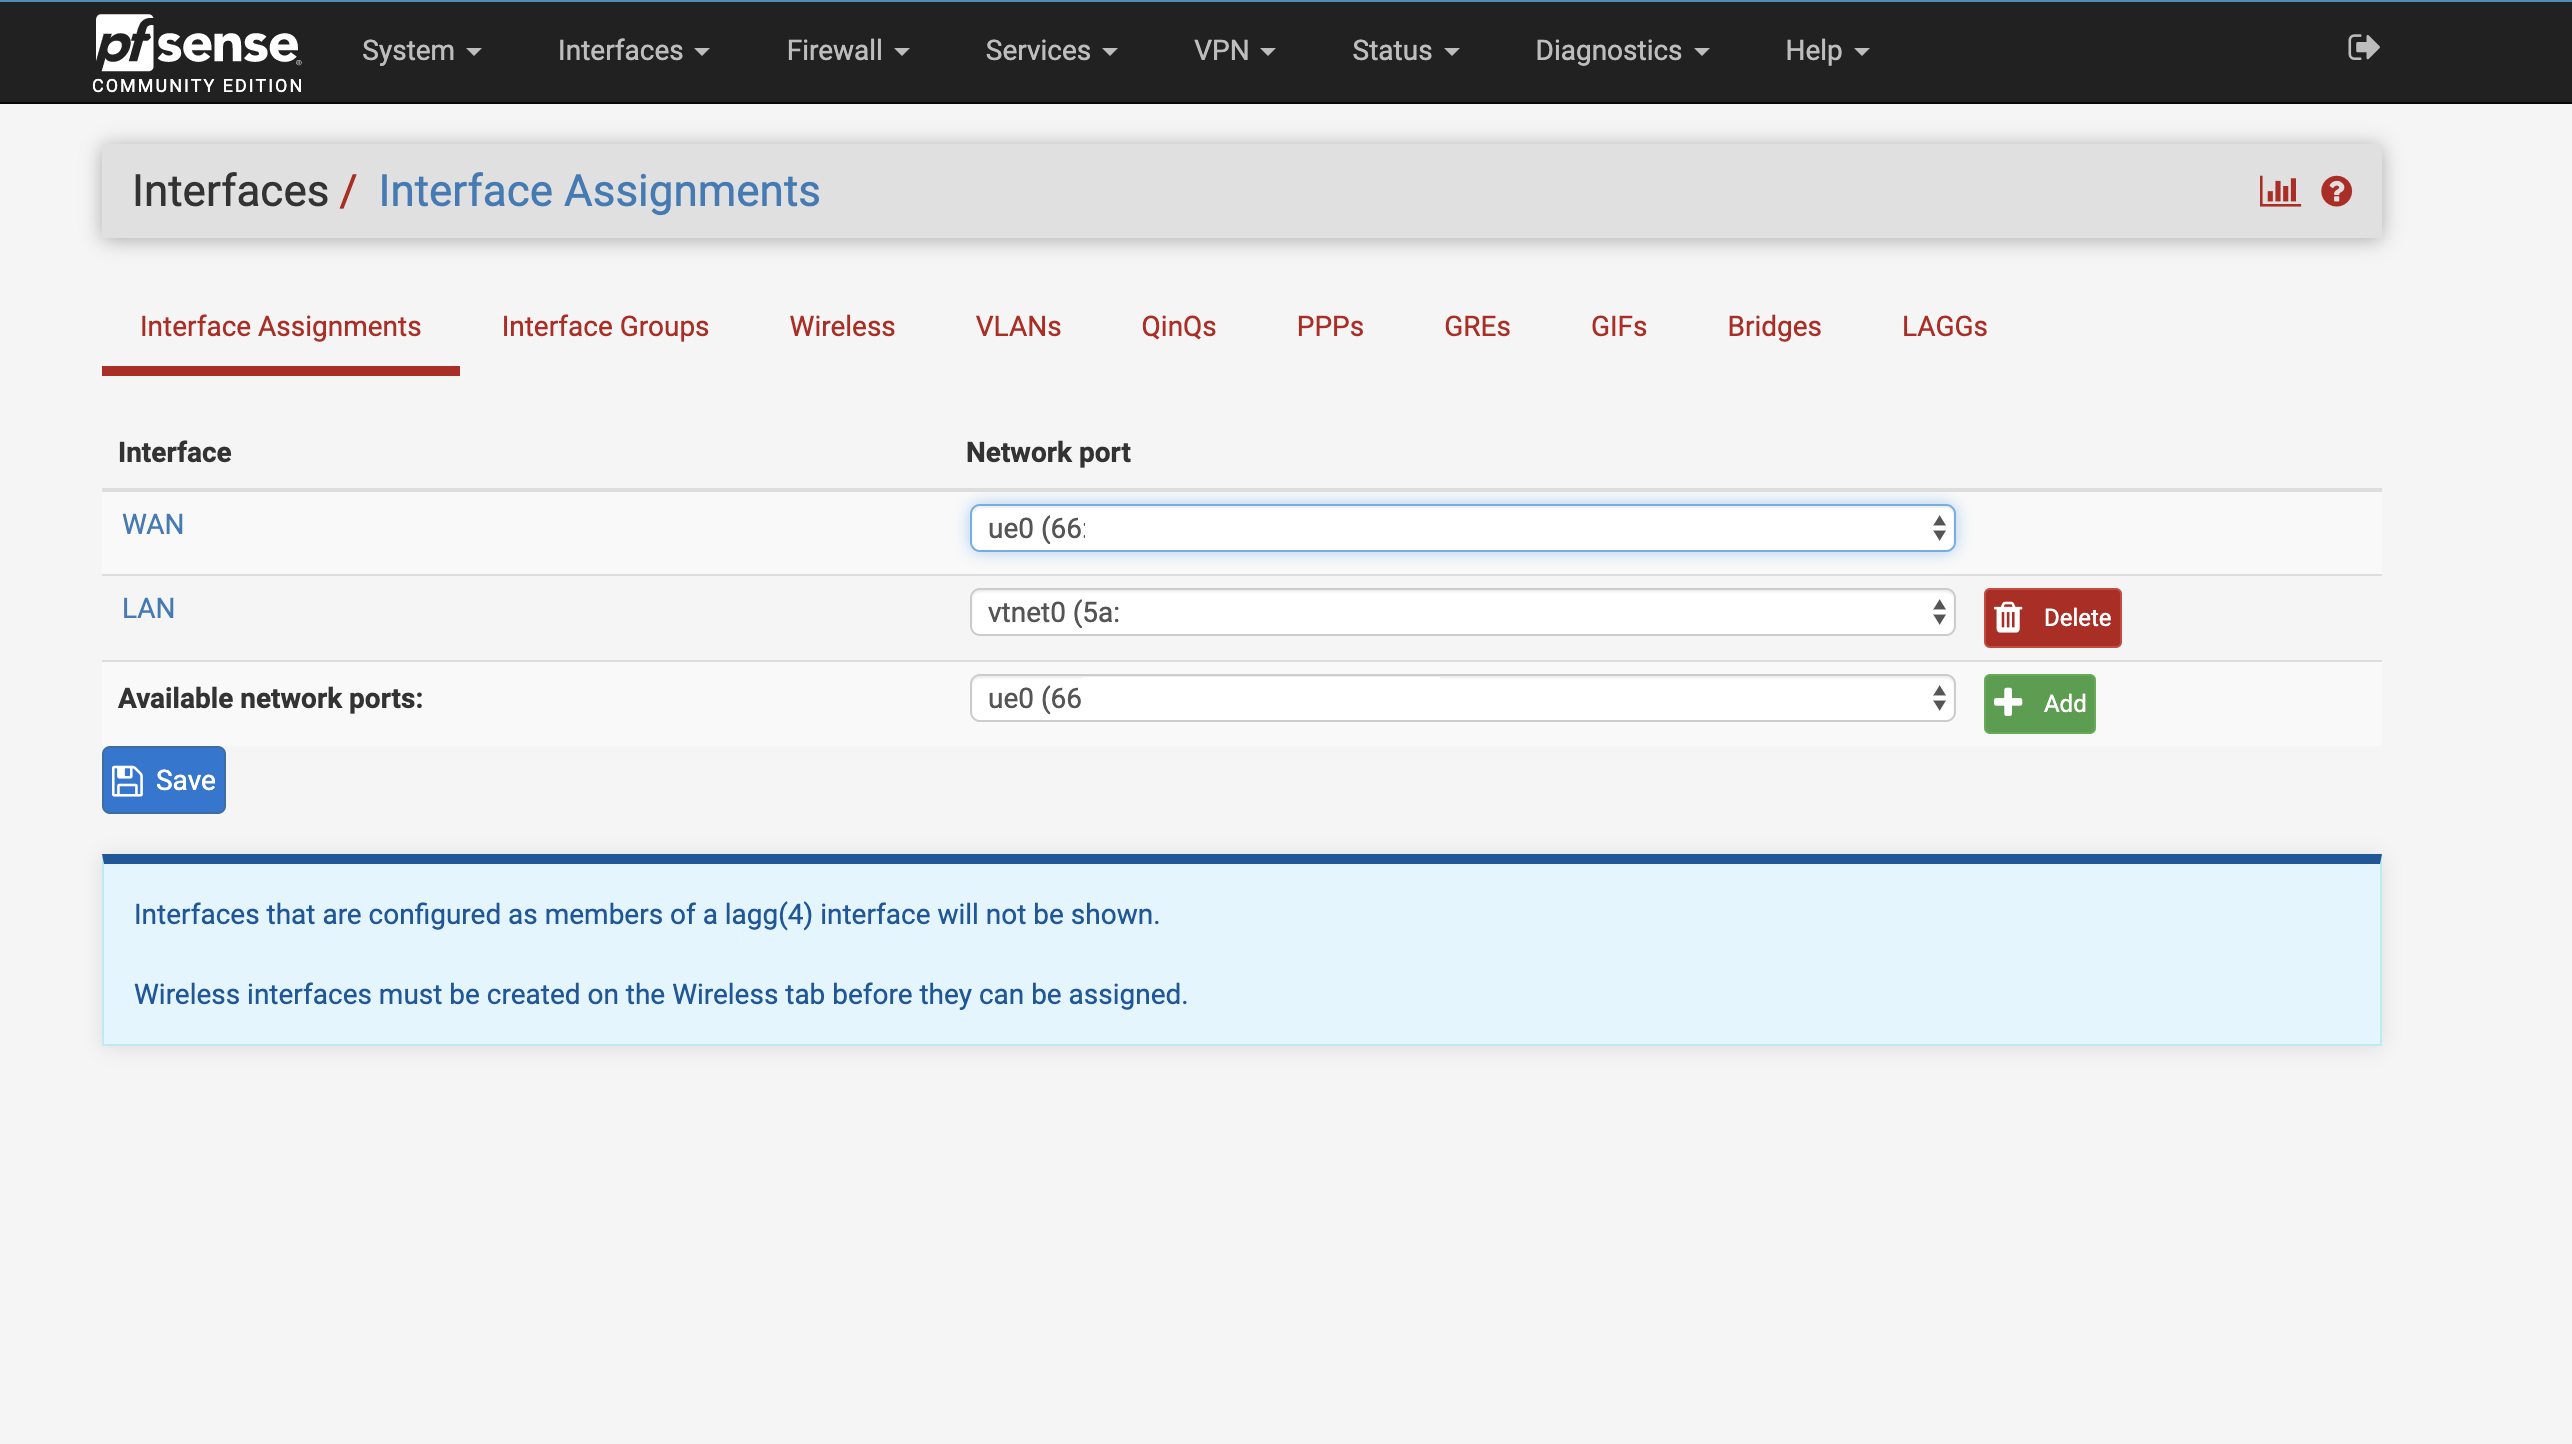 pfsense
COMMUNITY EDITION
System Interfaces Firewall Services VPN Status Diagnostics Help
Interfaces / Interface Assignments
Interface Assignments Interface Groups Wireless VLANs QinQs PPPs GREs GIFs Bridges LAGGs
Interface Network port
WAN ue0 (66:
LAN vtnet0 (5a: Delete
Available network ports: ue0 (66 Add
Save
Interfaces that are configured as members of a lagg(4) interface will not be shown.
Wireless interfaces must be created on the Wireless tab before they can be assigned.